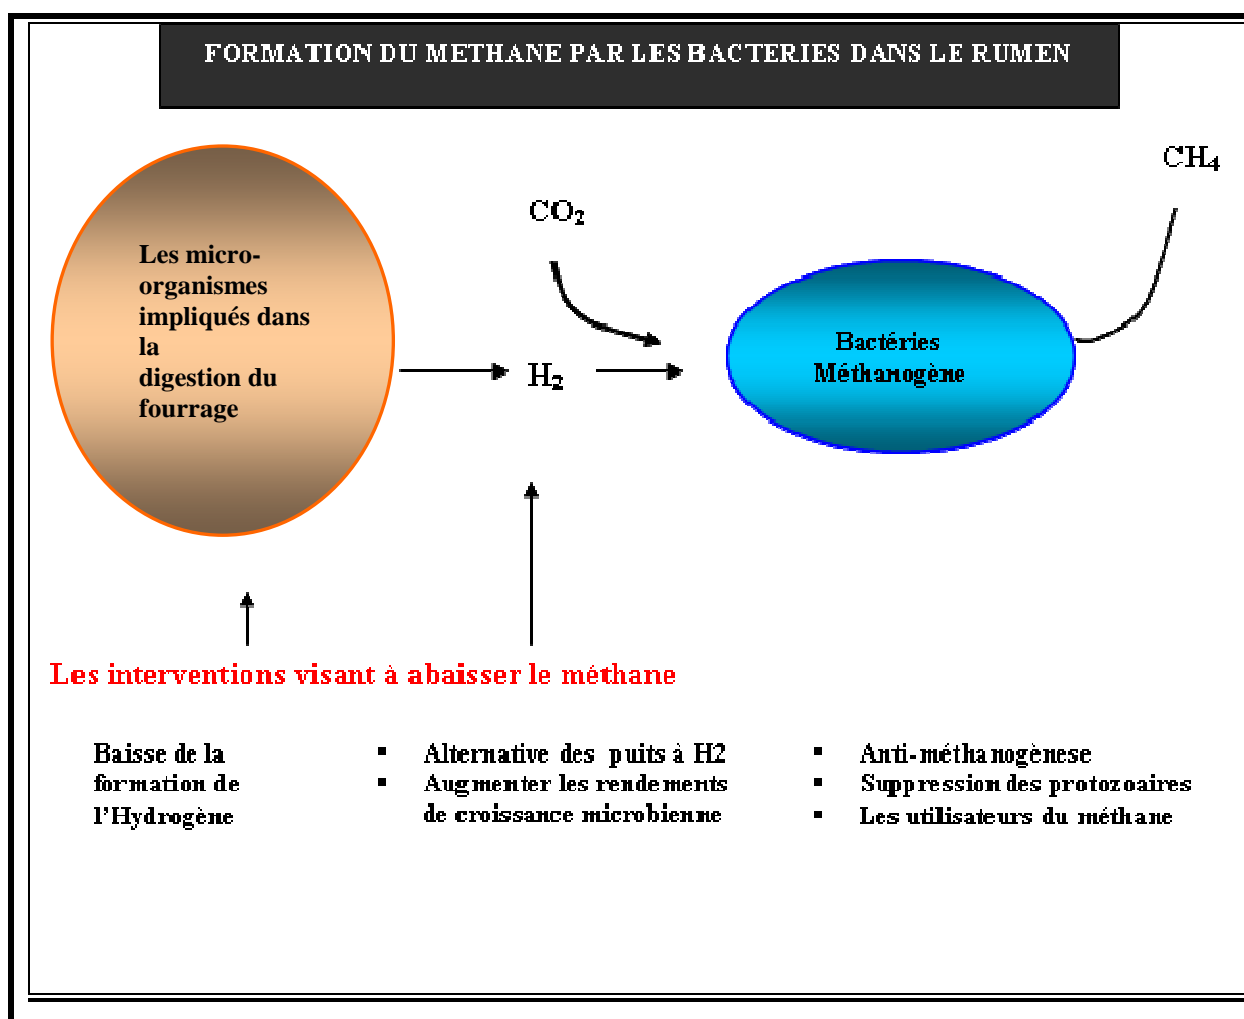 FORMATION DU METHANE PAR LES BACTERIES DANS LE RUMEN
CH₄
CO₂
Les micro-
organismes
impliqués dans
la
digestion du
fourrage
H₂
Bactéries
Méthanogène
Les interventions visant à abaisser le méthane
Baisse de la
formation de
l'Hydrogène
▪ Alternative des puits à H2
▪ Augmenter les rendements
de croissance microbienne
▪ Anti-méthanogènese
▪ Suppression des protozoaires
▪ Les utilisateurs du méthane